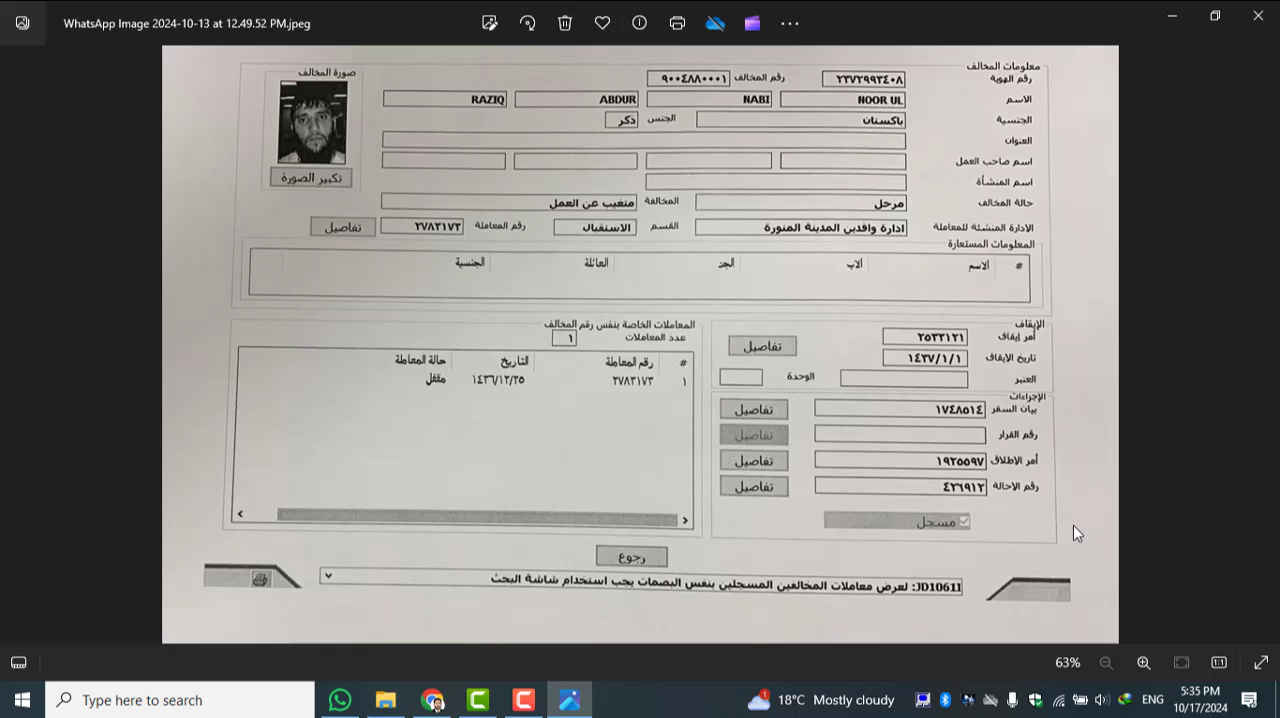 WhatsApp Image 2024-10-13 at 12.49.52 PM.jpeg
معلومات المخالف
صورة المخالف
رقم الهوية ٢٣٧٢٩٩٣٤٠٨ رقم المخالف ٩٠٠٤٨٨٠٠٠١
الاسم NOOR UL NABI ABDUR RAZIQ
الجنسية باكستان الجنس ذكر
العنوان
اسم صاحب العمل
تكبير الصورة
اسم المنشأة
حالة المخالف مرحل المخالفة متغيب عن العمل
الادارة المنشئة للمعاملة ادارة وافدين المدينة المنورة القسم الاستقبال رقم المعاملة ٢٧٨٣١٧٣ تفاصيل
المعلومات المستعارة
# ألاسم ألاب الجد العائلة الجنسية
الإيقاف
أمر إيقاف ٢٥٣٣١٢١ تفاصيل
تاريخ الايقاف ١٤٣٧/١/١
العنبر الوحدة
الإجراءات
بيان السفر ١٧٤٨٥١٤ تفاصيل
رقم القرار تفاصيل
أمر الإطلاق ١٩٢٥٥٩٧ تفاصيل
رقم الاحالة ٤٣٦٩١٢ تفاصيل
مسجل
المعاملات الخاصة بنفس رقم المخالف
عدد المعاملات ١
# رقم المعاملة التاريخ حالة المعاملة
١ ٢٧٨٣١٧٣ ١٤٣٦/١٢/٢٥ مقفل
رجوع
JD10611: لعرض معاملات المخالفين المسجلين بنفس البصمات يجب استخدام شاشة البحث
63%
Type here to search
1
18°C Mostly cloudy
ENG
5:35 PM
10/17/2024